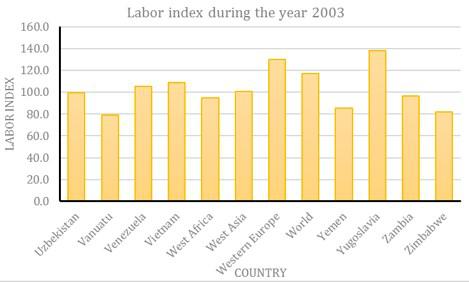 Labor index during the year 2003
160.0
140.0
120.0
100.0
80.0
60.0
40.0
20.0
0.0
LABOR INDEX
Uzbekistan
Vanuatu
Venezuela
Vietnam
West Africa
West Asia
Western Europe
World
Yemen
Yugoslavia
Zambia
Zimbabwe
COUNTRY